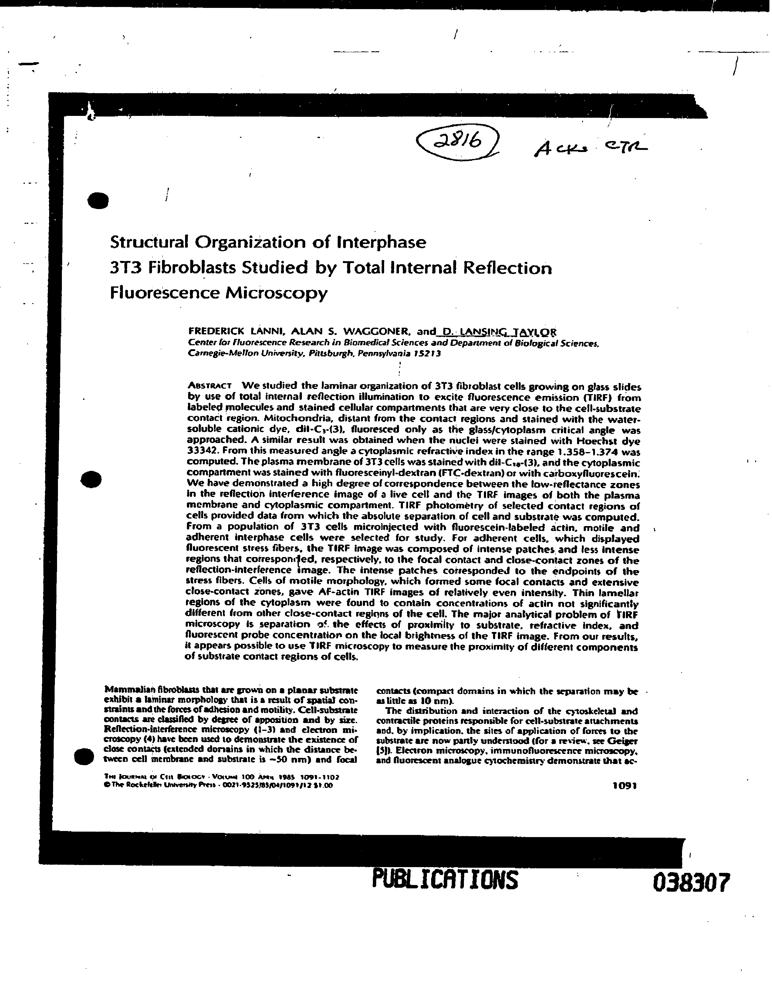 2816 Acks CTR
Structural Organization of Interphase
3T3 Fibroblasts Studied by Total Internal Reflection
Fluorescence Microscopy
FREDERICK LANNI, ALAN S. WAGGONER, and D. LANSING TAYLOR
Center for Fluorescence Research in Biomedical Sciences and Department of Biological Sciences,
Carnegie-Mellon University, Pittsburgh, Pennsylvania 15213
ABSTRACT We studied the laminar organization of 3T3 fibroblast cells growing on glass slides
by use of total internal reflection illumination to excite fluorescence emission (TIRF) from
labeled molecules and stained cellular compartments that are very close to the cell-substrate
contact region. Mitochondria, distant from the contact regions and stained with the water-
soluble cationic dye, diI-C₃-(3), fluoresced only as the glass/cytoplasm critical angle was
approached. A similar result was obtained when the nuclei were stained with Hoechst dye
33342. From this measured angle a cytoplasmic refractive index in the range 1.358-1.374 was
computed. The plasma membrane of 3T3 cells was stained with diI-C₁₈-(3), and the cytoplasmic
compartment was stained with fluoresceinyl-dextran (FTC-dextran) or with carboxyfluorescein.
We have demonstrated a high degree of correspondence between the low-reflectance zones
in the reflection interference image of a live cell and the TIRF images of both the plasma
membrane and cytoplasmic compartment. TIRF photometry of selected contact regions of
cells provided data from which the absolute separation of cell and substrate was computed.
From a population of 3T3 cells microinjected with fluorescein-labeled actin, motile and
adherent interphase cells were selected for study. For adherent cells, which displayed
fluorescent stress fibers, the TIRF image was composed of intense patches and less intense
regions that corresponded, respectively, to the focal contact and close-contact zones of the
reflection-interference image. The intense patches corresponded to the endpoints of the
stress fibers. Cells of motile morphology, which formed some focal contacts and extensive
close-contact zones, gave AF-actin TIRF images of relatively even intensity. Thin lamellar
regions of the cytoplasm were found to contain concentrations of actin not significantly
different from other close-contact regions of the cell. The major analytical problem of TIRF
microscopy is separation of the effects of proximity to substrate, refractive index, and
fluorescent probe concentration on the local brightness of the TIRF image. From our results,
it appears possible to use TIRF microscopy to measure the proximity of different components
of substrate contact regions of cells.
Mammalian fibroblasts that are grown on a planar substrate
exhibit a laminar morphology that is a result of spatial con-
straints and the forces of adhesion and motility. Cell-substrate
contacts are classified by degree of apposition and by size.
Reflection-interference microscopy (1-3) and electron mi-
croscopy (4) have been used to demonstrate the existence of
close contacts (extended domains in which the distance be-
tween cell membrane and substrate is ~50 nm) and focal
contacts (compact domains in which the separation may be
as little as 10 nm).
The distribution and interaction of the cytoskeletal and
contractile proteins responsible for cell-substrate attachments
and, by implication, the sites of application of forces to the
substrate are now partly understood (for a review, see Geiger
[5]). Electron microscopy, immunofluorescence microscopy,
and fluorescent analogue cytochemistry demonstrate that ac-
THE JOURNAL OF CELL BIOLOGY · VOLUME 100 APRIL 1985 1091-1102
© The Rockefeller University Press · 0021-9525/85/04/1091/12 $1.00
1091
PUBLICATIONS
038307